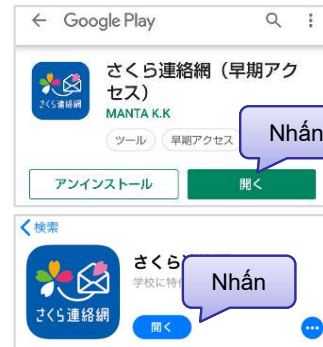 Google Play
さくら連絡網
さくら連絡網（早期アク
セス）
MANTA K.K
ツール
早期アクセス
Nhấn
アンインストール
開く
検索
さくら連絡網
さくら
学校に特
Nhấn
開く